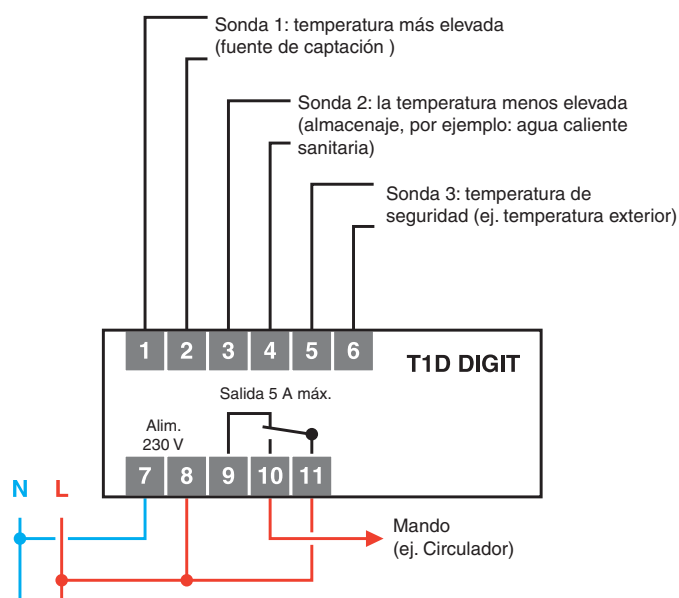 Sonda 1: temperatura más elevada
(fuente de captación )
Sonda 2: la temperatura menos elevada
(almacenaje, por ejemplo: agua caliente
sanitaria)
Sonda 3: temperatura de
seguridad (ej. temperatura exterior)
1 2 3 4 5 6
T1D DIGIT
Salida 5 A máx.
Alim.
230 V
7 8 9 10 11
N L
Mando
(ej. Circulador)